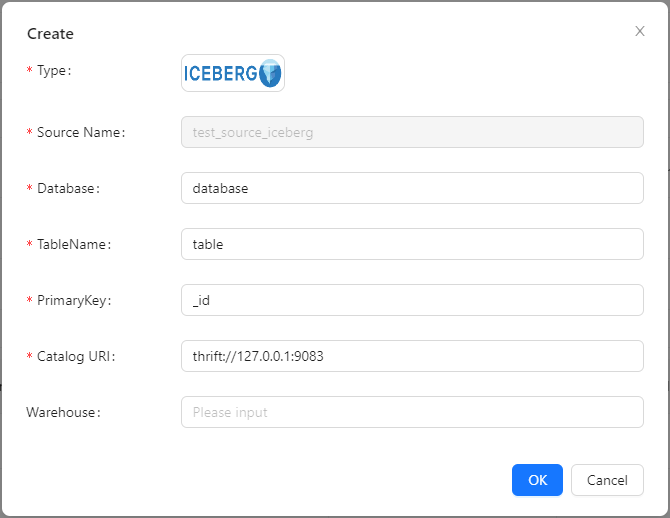 Create
* Type:
ICEBERG
* Source Name: test_source_iceberg
* Database: database
* TableName: table
* PrimaryKey: _id
* Catalog URI: thrift://127.0.0.1:9083
Warehouse: Please input
OK Cancel